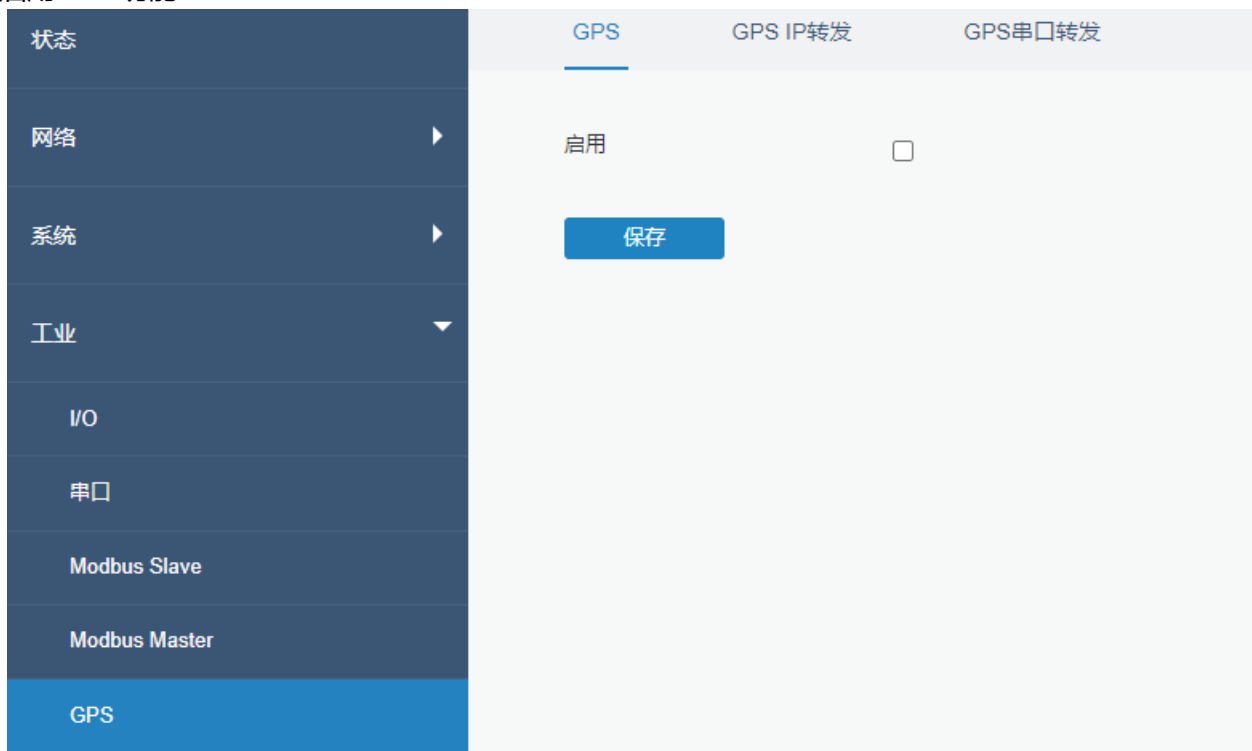 状态
网络
系统
工业
I/O
串口
Modbus Slave
Modbus Master
GPS
GPS GPS IP转发 GPS串口转发
启用
保存